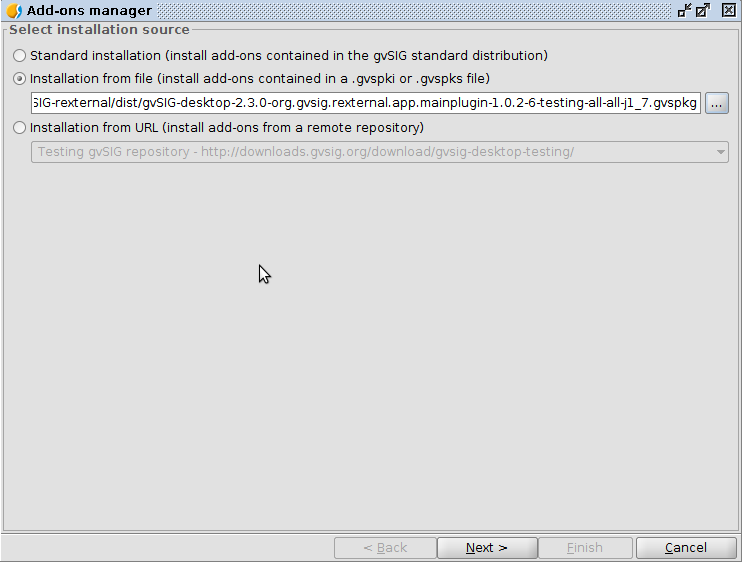 Add-ons manager
Select installation source
Standard installation (install add-ons contained in the gvSIG standard distribution)
Installation from file (install add-ons contained in a .gvspki or .gvspks file)
SIG-rexternal/dist/gvSIG-desktop-2.3.0-org.gvsig.rexternal.app.mainplugin-1.0.2-6-testing-all-all-j1_7.gvspkg
...
Installation from URL (install add-ons from a remote repository)
Testing gvSIG repository - http://downloads.gvsig.org/download/gvsig-desktop-testing/
< Back
Next >
Finish
Cancel